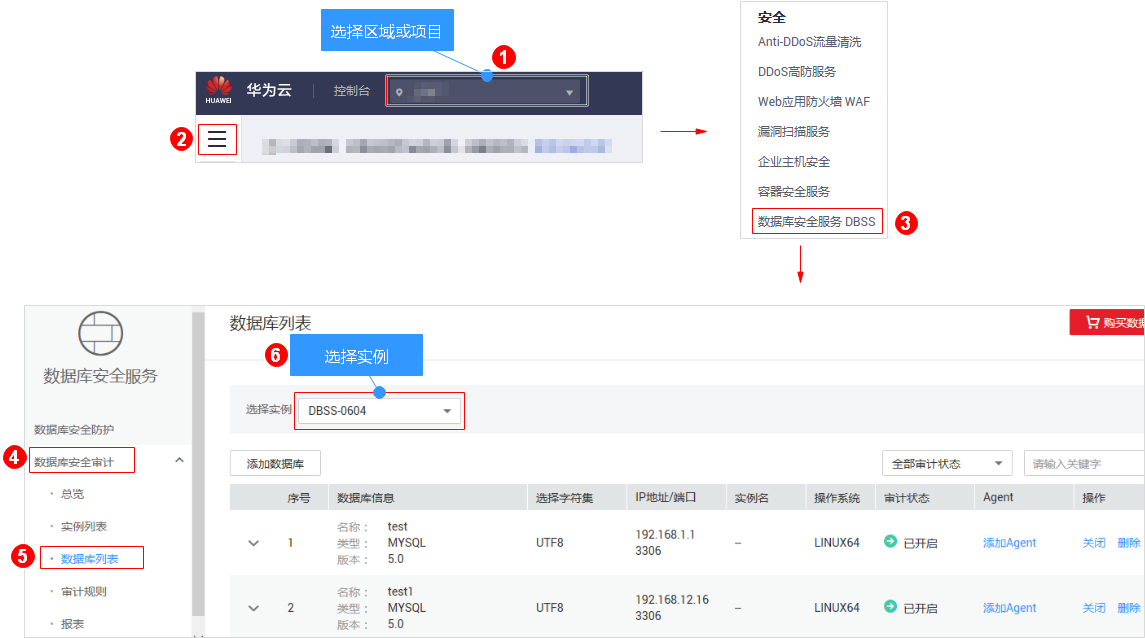 选择区域或项目
1
HUAWEI
华为云
控制台
2
安全
Anti-DDoS流量清洗
DDoS高防服务
Web应用防火墙 WAF
漏洞扫描服务
企业主机安全
容器安全服务
数据库安全服务 DBSS
3
数据库安全服务
数据库安全防护
4
数据库安全审计
· 总览
· 实例列表
5
· 数据库列表
· 审计规则
· 报表
数据库列表
购买数据
6
选择实例
选择实例 DBSS-0604
添加数据库 全部审计状态 请输入关键字
序号 数据库信息 选择字符集 IP地址/端口 实例名 操作系统 审计状态 Agent 操作
1 名称： test 类型： MYSQL 版本： 5.0 UTF8 192.168.1.1 3306 – LINUX64 已开启 添加Agent 关闭 删除
2 名称： test1 类型： MYSQL 版本： 5.0 UTF8 192.168.12.16 3306 – LINUX64 已开启 添加Agent 关闭 删除